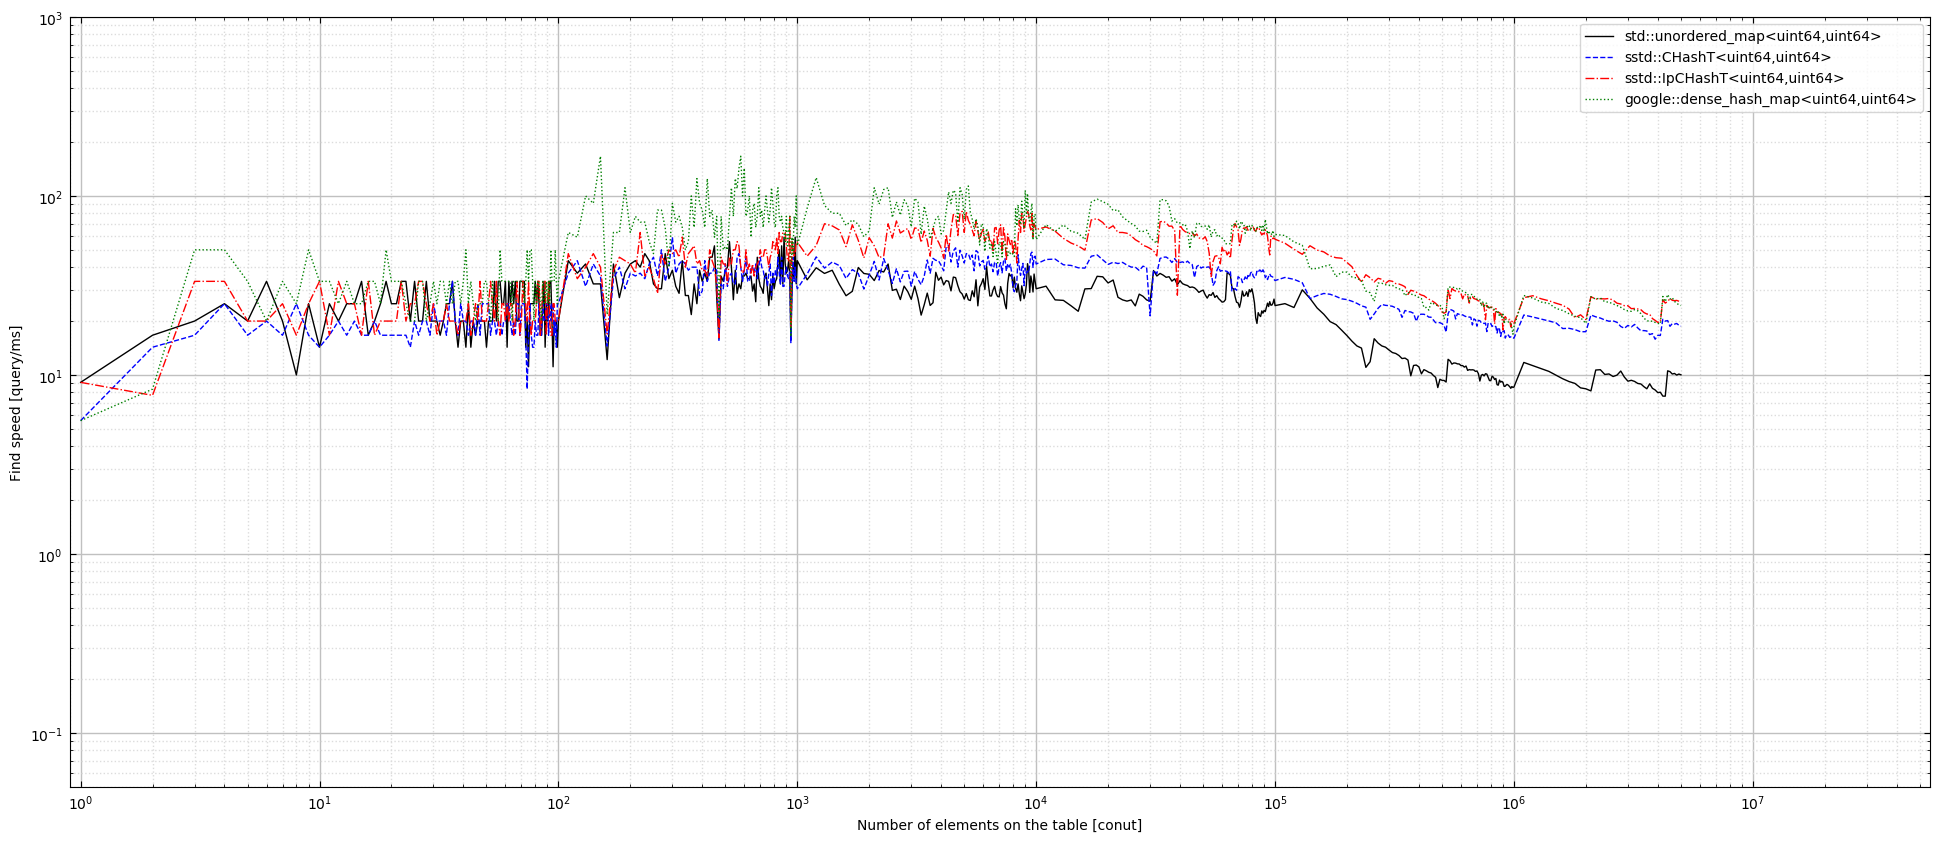 std::unordered_map<uint64,uint64>
sstd::CHashT<uint64,uint64>
sstd::IpCHashT<uint64,uint64>
google::dense_hash_map<uint64,uint64>
Find speed [query/ms]
10³
10²
10¹
10⁰
10⁻¹
10⁰ 10¹ 10² 10³ 10⁴ 10⁵ 10⁶ 10⁷
Number of elements on the table [conut]